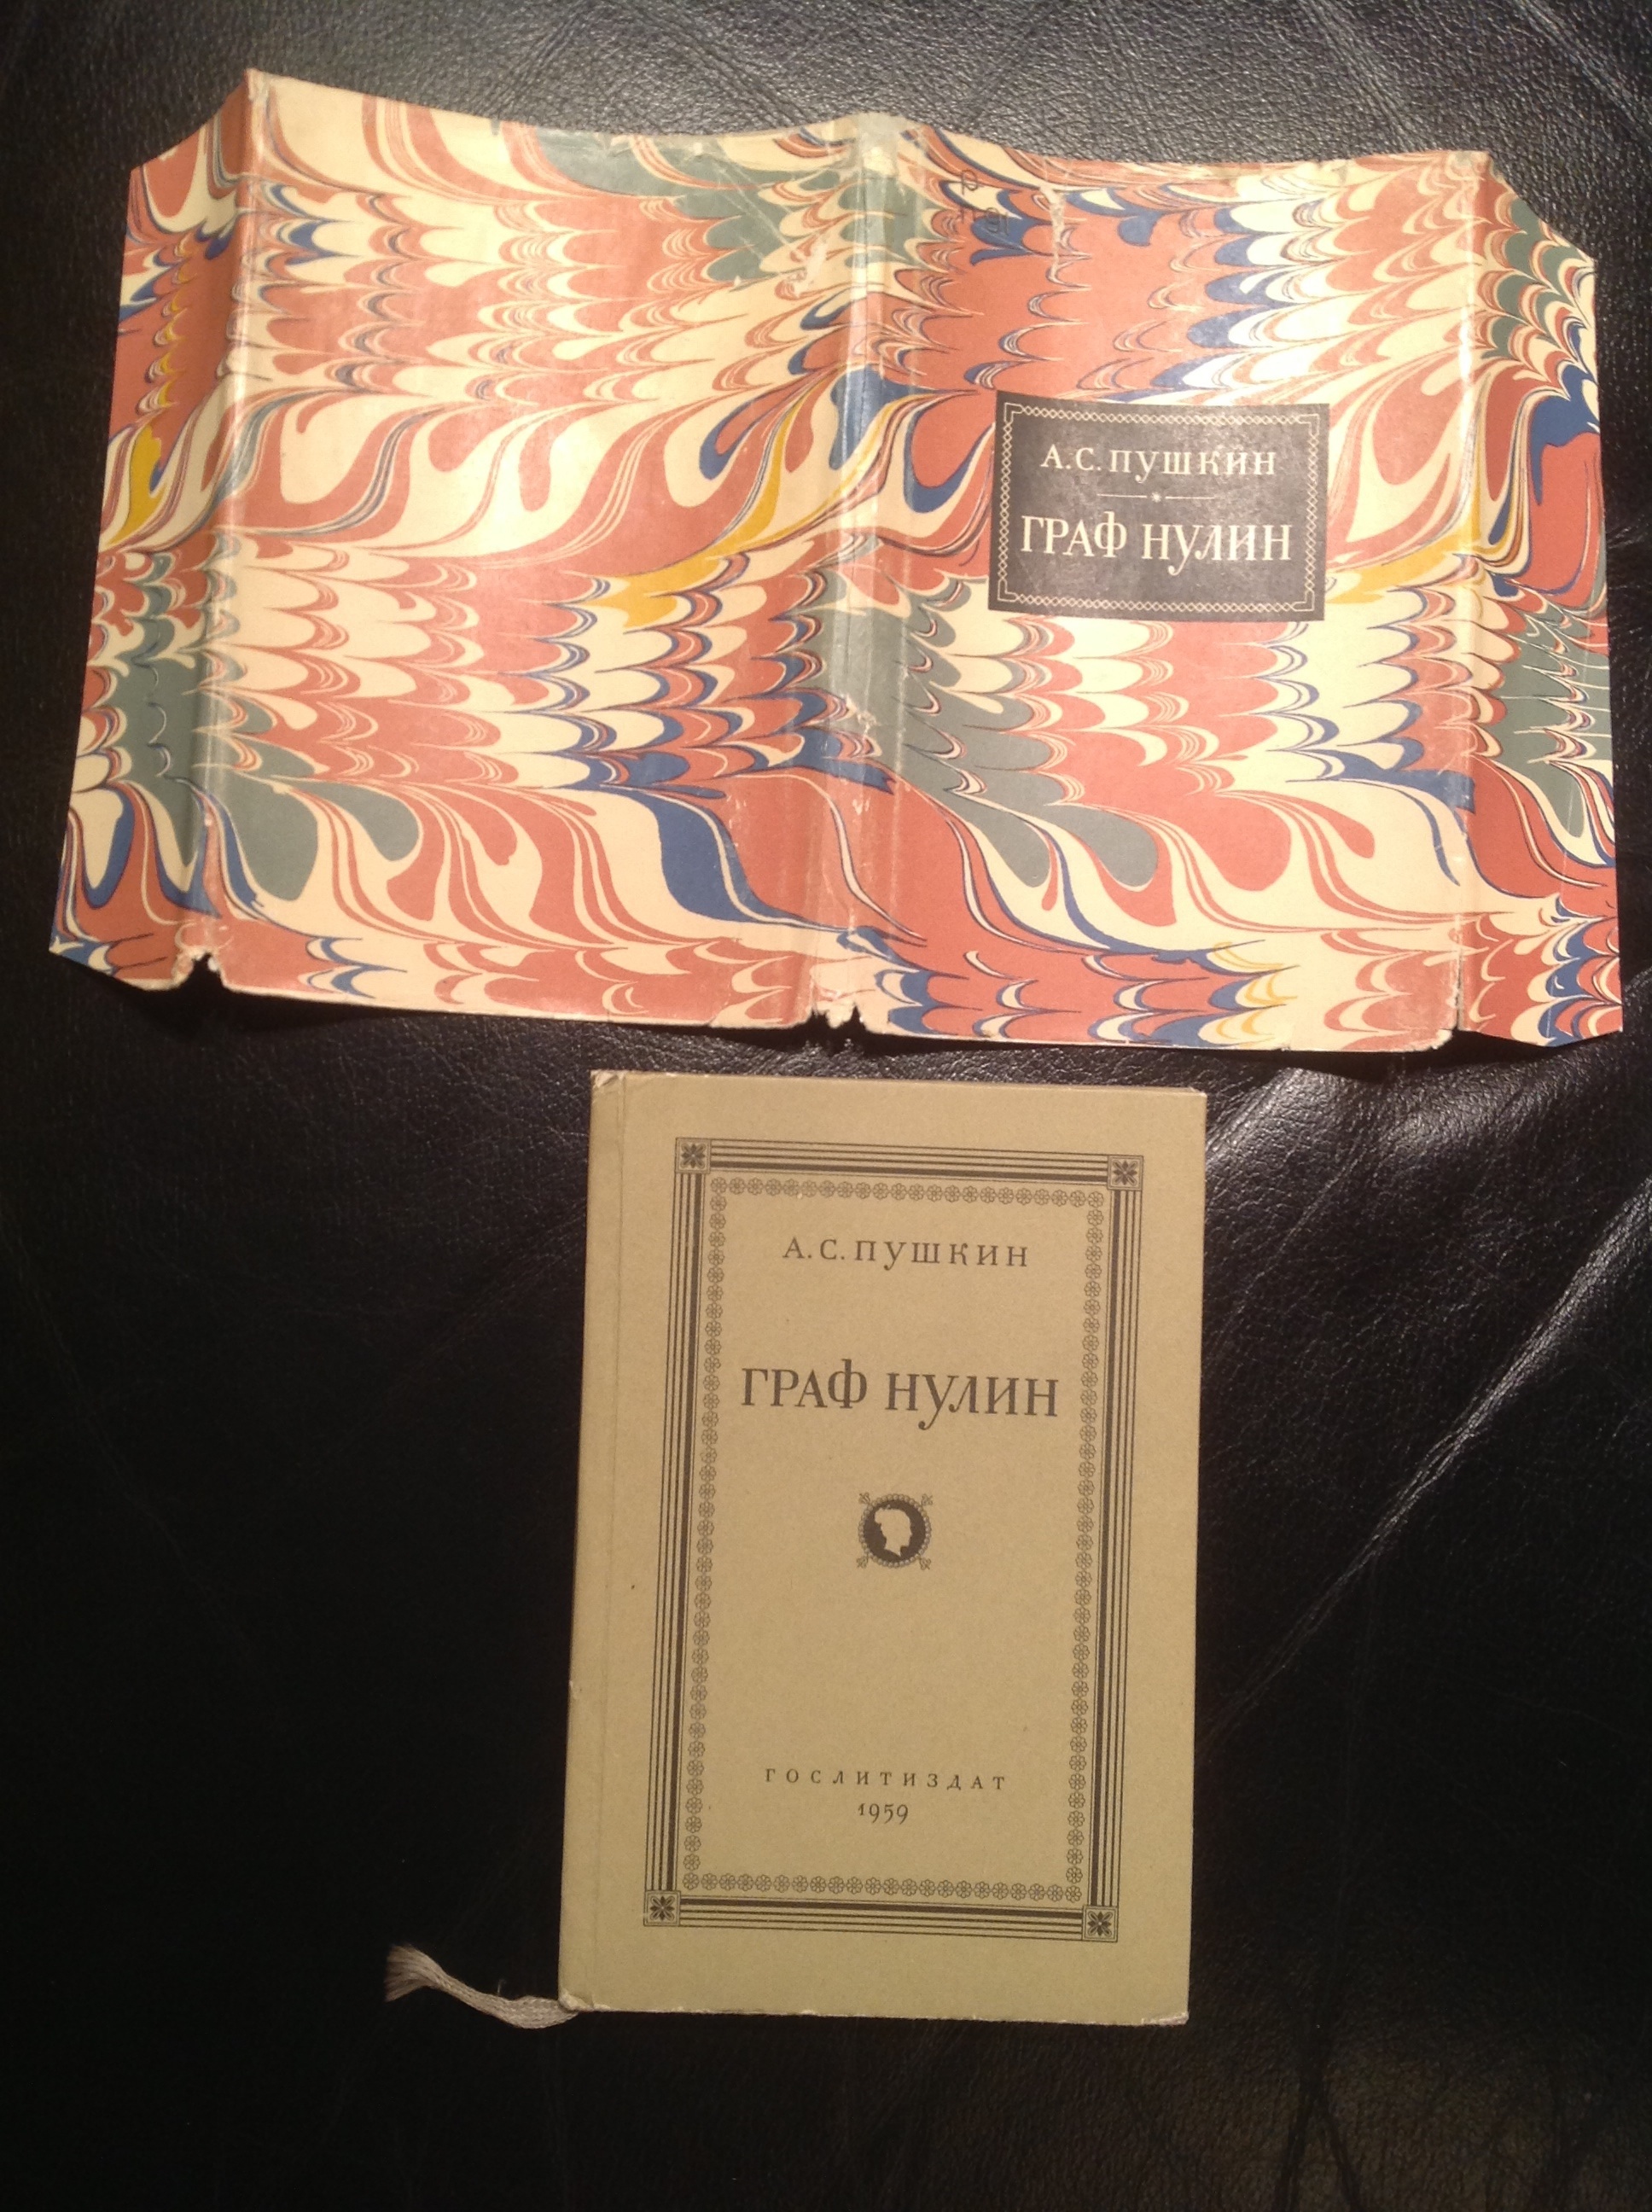 А.С.ПУШКИН
ГРАФ НУЛИН
А.С.ПУШКИН
ГРАФ НУЛИН
ГОСЛИТИЗДАТ
1959